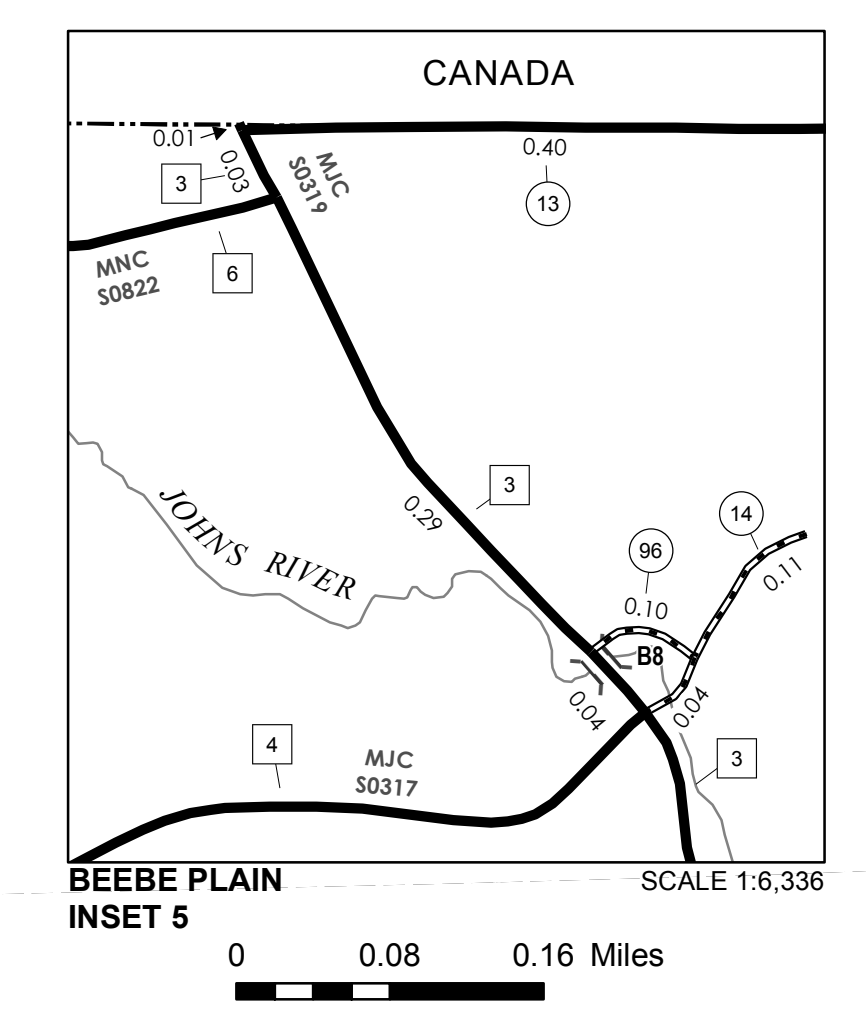 CANADA
0.01
0.03
3
MJC
S0319
0.40
13
MNC
S0822
6
3
0.29
JOHNS RIVER
14
96
0.11
0.10
B8
0.04
0.04
4
MJC
S0317
3
BEEBE PLAIN
SCALE 1:6,336
INSET 5
0 0.08 0.16 Miles